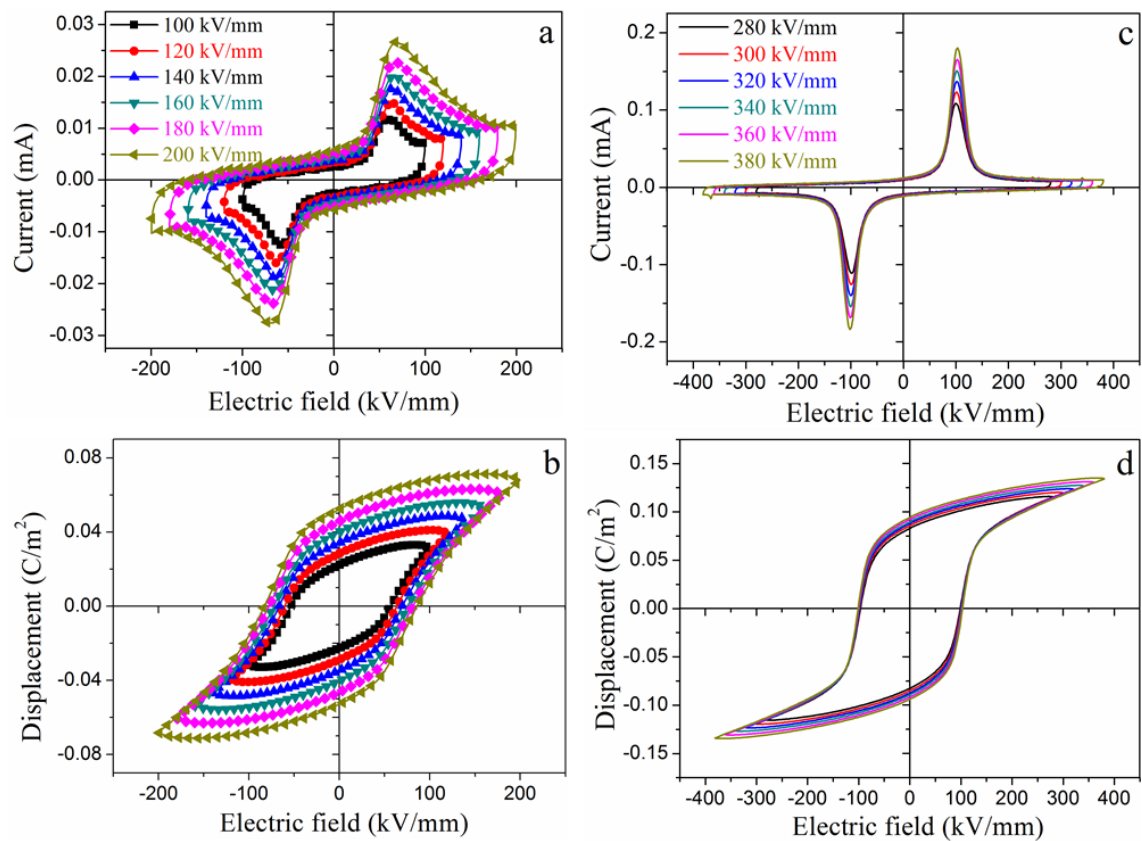 a
100 kV/mm
120 kV/mm
140 kV/mm
160 kV/mm
180 kV/mm
200 kV/mm
0.03
0.02
0.01
0.00
-0.01
-0.02
-0.03
Current (mA)
-200 -100 0 100 200
Electric field (kV/mm)
c
280 kV/mm
300 kV/mm
320 kV/mm
340 kV/mm
360 kV/mm
380 kV/mm
0.2
0.1
0.0
-0.1
-0.2
Current (mA)
-400 -300 -200 -100 0 100 200 300 400
Electric field (kV/mm)
b
0.08
0.04
0.00
-0.04
-0.08
Displacement (C/m²)
-200 -100 0 100 200
Electric field (kV/mm)
d
0.15
0.10
0.05
0.00
-0.05
-0.10
-0.15
Displacement (C/m²)
-400 -300 -200 -100 0 100 200 300 400
Electric field (kV/mm)